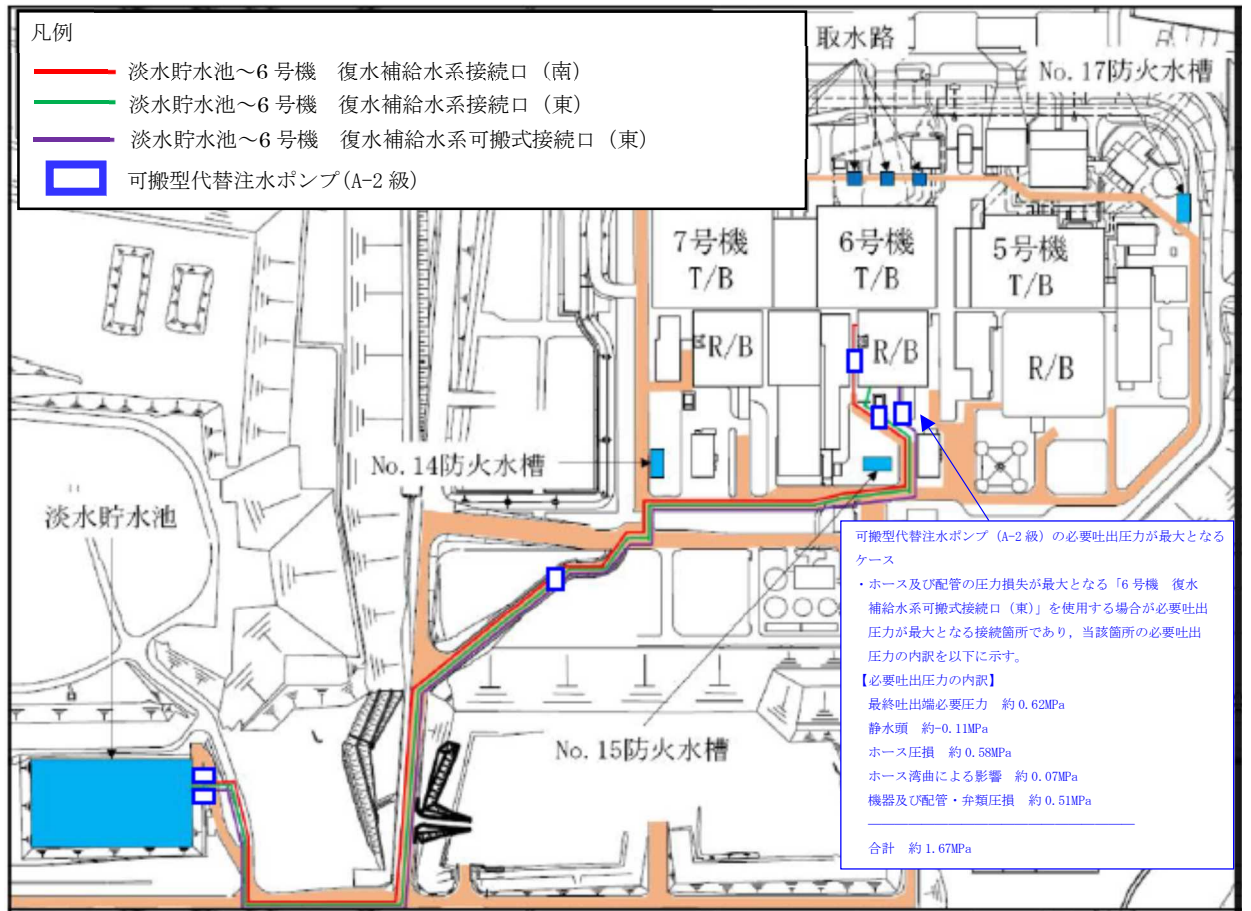 凡例
淡水貯水池～6 号機　復水補給水系接続口（南）
淡水貯水池～6 号機　復水補給水系接続口（東）
淡水貯水池～6 号機　復水補給水系可搬式接続口（東）
可搬型代替注水ポンプ(A-2 級)
取水路
No.17防火水槽
7号機
T/B
6号機
T/B
5号機
T/B
R/B
R/B
R/B
No.14防火水槽
淡水貯水池
No.15防火水槽
可搬型代替注水ポンプ（A-2 級）の必要吐出圧力が最大となる
ケース
・ホース及び配管の圧力損失が最大となる「6 号機　復水
補給水系可搬式接続口（東）」を使用する場合が必要吐出
圧力が最大となる接続箇所であり，当該箇所の必要吐出
圧力の内訳を以下に示す。
【必要吐出圧力の内訳】
最終吐出端必要圧力　約 0.62MPa
静水頭　約-0.11MPa
ホース圧損　約 0.58MPa
ホース湾曲による影響　約 0.07MPa
機器及び配管・弁類圧損　約 0.51MPa
合計　約 1.67MPa